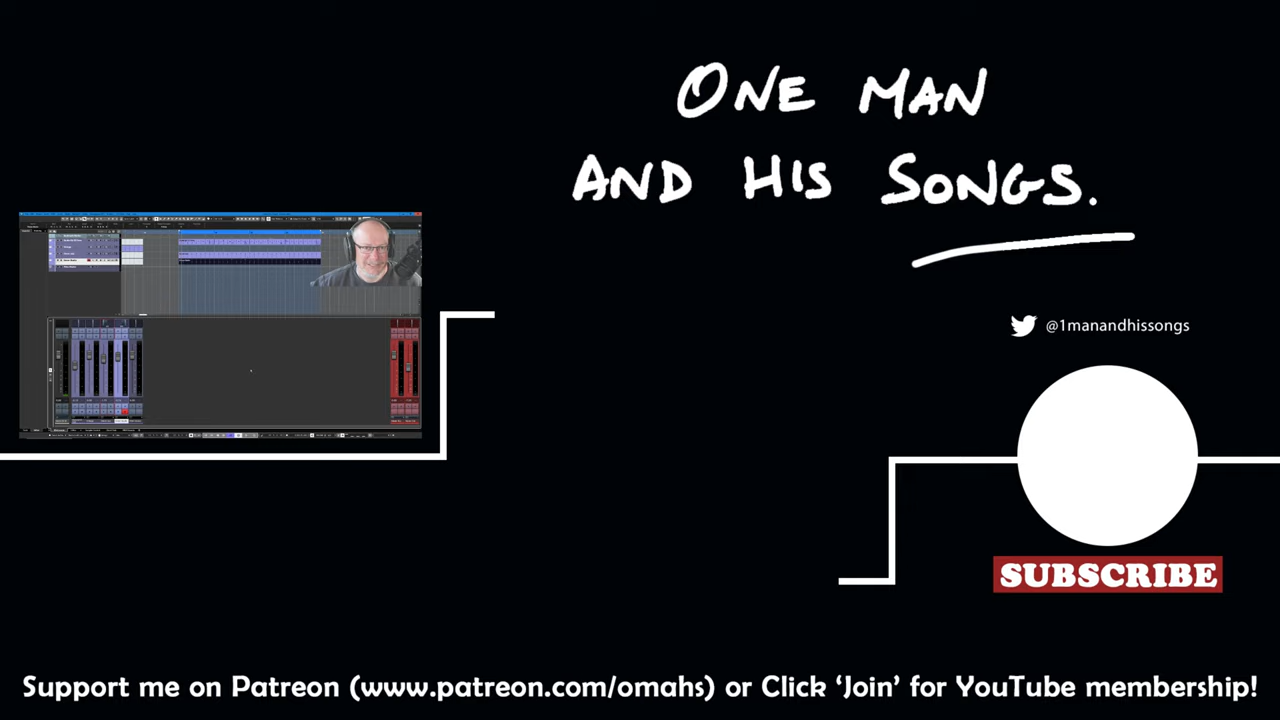 ONE MAN
AND HIS SONGS.
@1manandhissongs
SUBSCRIBE
Support me on Patreon (www.patreon.com/omahs) or Click ‘Join’ for YouTube membership!